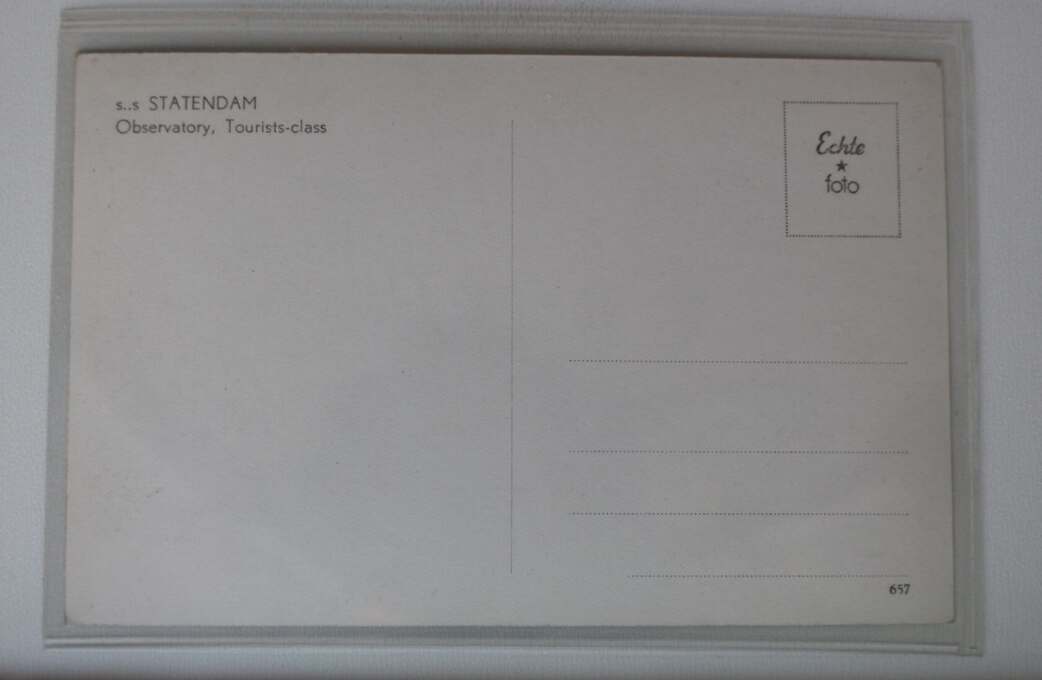 s..s STATENDAM
Observatory, Tourists-class
Echte
★
foto
657